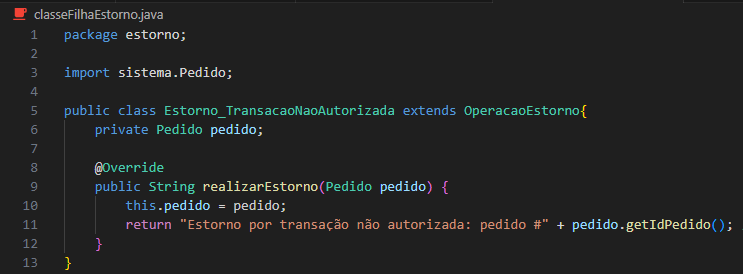 classeFilhaEstorno.java
1 package estorno;
2
3 import sistema.Pedido;
4
5 public class Estorno_TransacaoNaoAutorizada extends OperacaoEstorno{
6     private Pedido pedido;
7
8     @Override
9     public String realizarEstorno(Pedido pedido) {
10         this.pedido = pedido;
11         return "Estorno por transação não autorizada: pedido #" + pedido.getIdPedido();
12     }
13 }